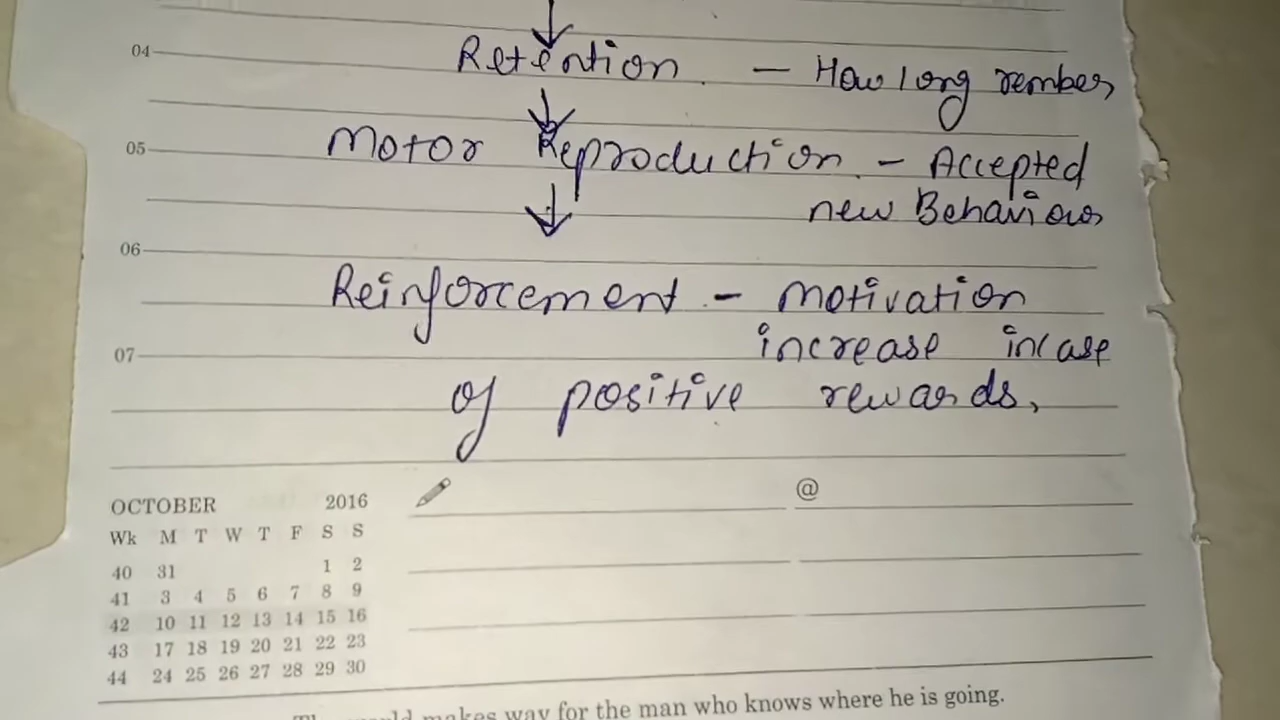 04
Retention. - How long rember
05
Motor Reproduction. - Accepted
new Behaviour
06
Reinforcement - motivation
07
increase incase
of positive rewards.
OCTOBER 2016
@
Wk M T W T F S S
40 31 1 2
41 3 4 5 6 7 8 9
42 10 11 12 13 14 15 16
43 17 18 19 20 21 22 23
44 24 25 26 27 28 29 30
makes way for the man who knows where he is going.